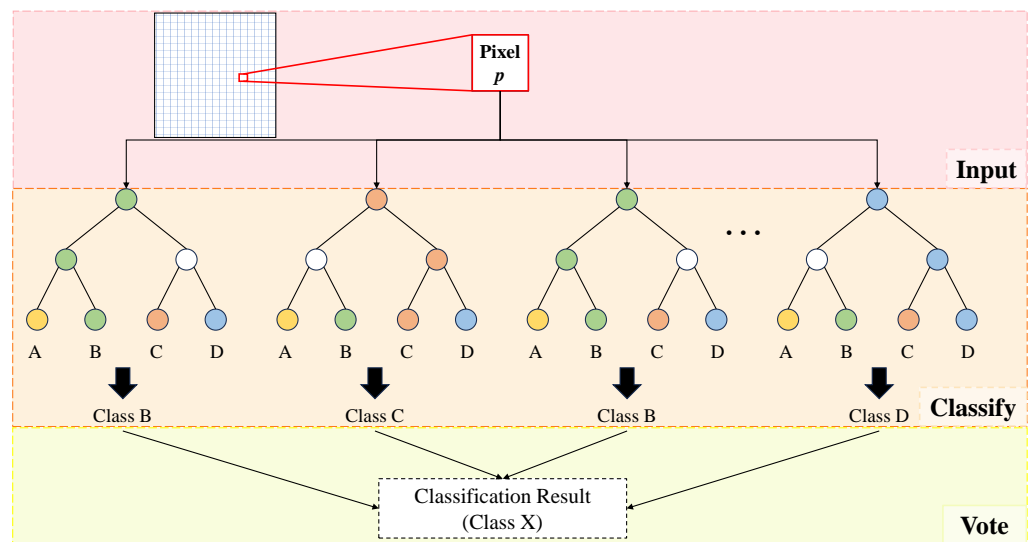 Pixel
p
Input
. . .
A B C D A B C D A B C D A B C D
Class B Class C Class B Class D
Classify
Classification Result
(Class X)
Vote